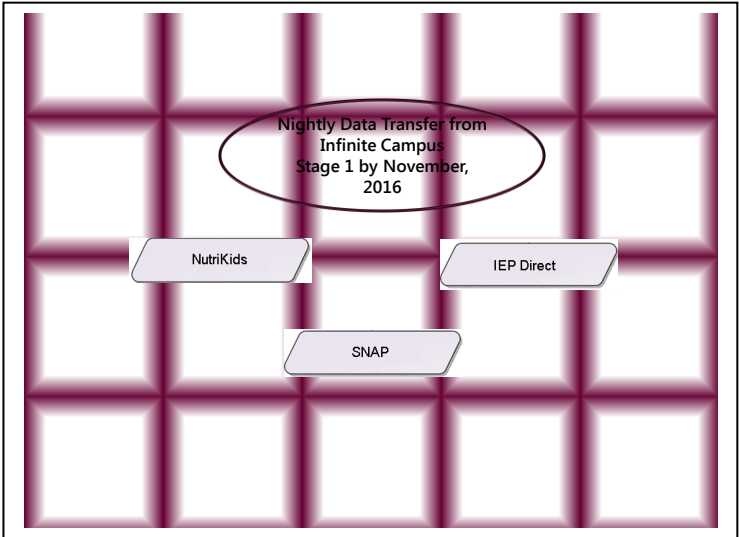 Nightly Data Transfer from
Infinite Campus
Stage 1 by November,
2016
NutriKids
IEP Direct
SNAP